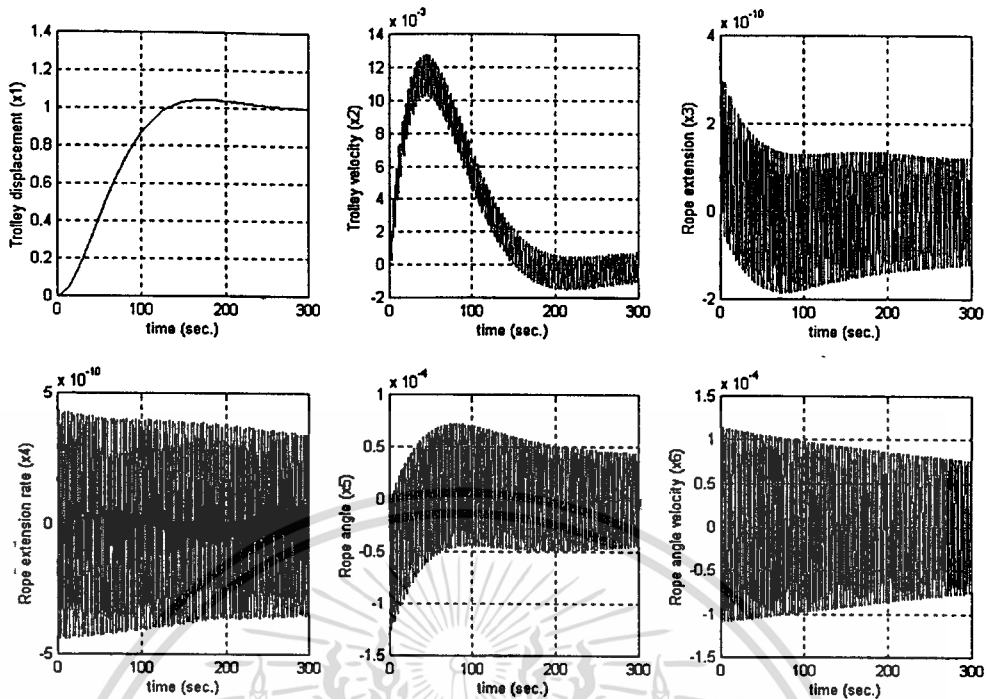 Trolley displacement (x1)
1.4
1.2
1
0.8
0.6
0.4
0.2
0
0 100 200 300
time (sec.)
x 10-3
Trolley velocity (x2)
14
12
10
8
6
4
2
0
-2
0 100 200 300
time (sec.)
x 10-10
Rope extension (x3)
4
2
0
-2
0 100 200 300
time (sec.)
x 10-10
Rope extension rate (x4)
5
0
-5
0 100 200 300
time (sec.)
x 10-4
Rope angle (x5)
1
0.5
0
-0.5
-1
-1.5
0 100 200 300
time (sec.)
x 10-4
Rope angle velocity (x6)
1.5
1
0.5
0
-0.5
-1
-1.5
0 100 200 300
time (sec.)